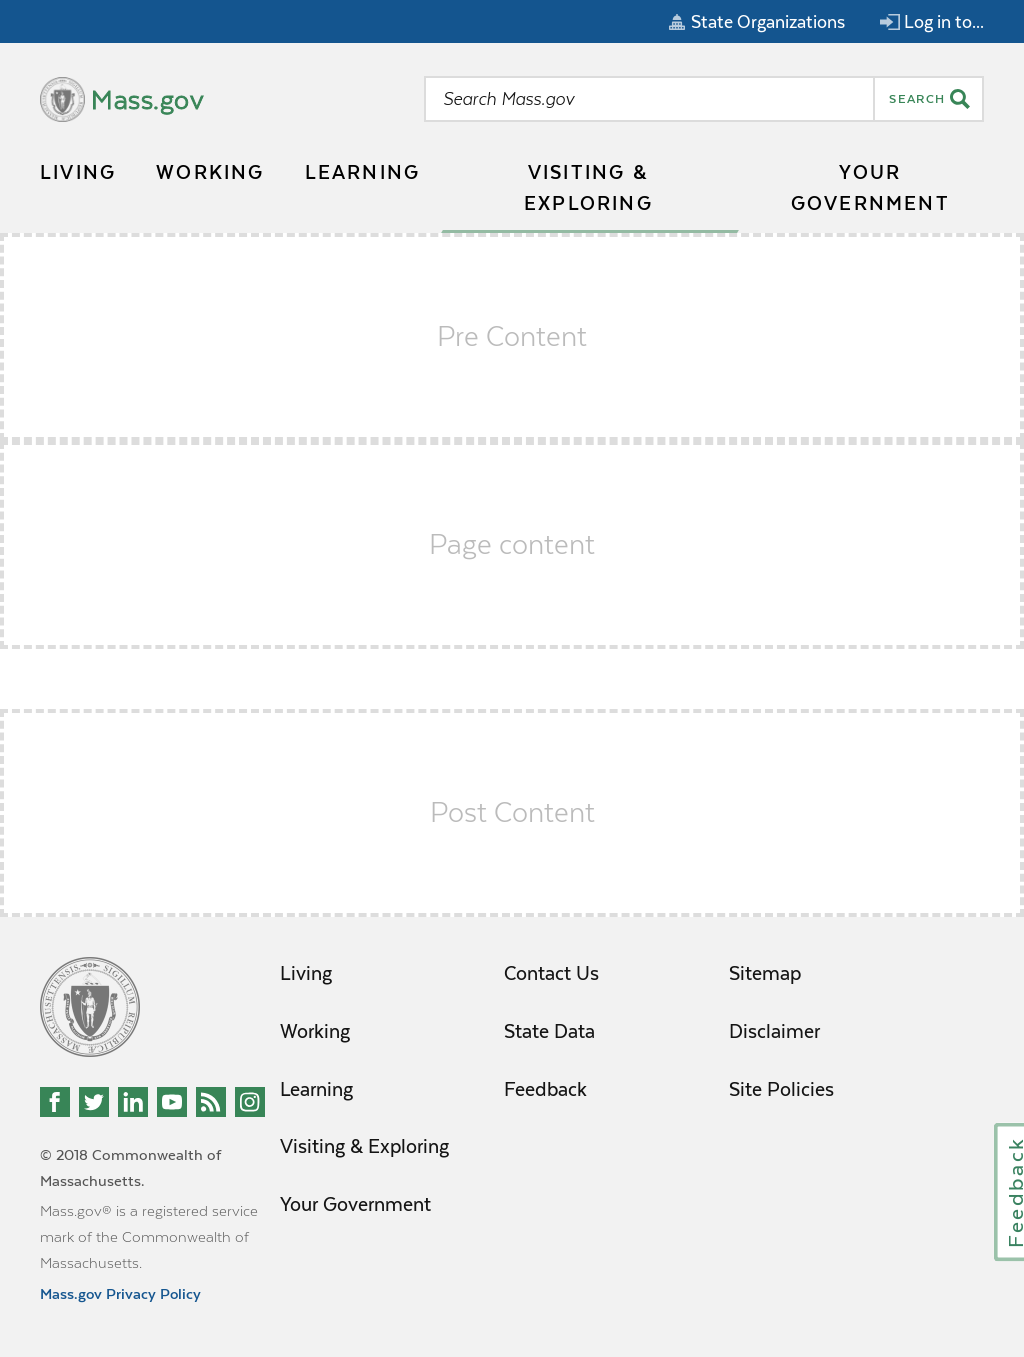 State Organizations
Log in to...
Mass.gov
Search Mass.gov
SEARCH
LIVING
WORKING
LEARNING
VISITING &
EXPLORING
YOUR
GOVERNMENT
Pre Content
Page content
Post Content
Living
Working
Learning
Visiting & Exploring
Your Government
Contact Us
State Data
Feedback
Sitemap
Disclaimer
Site Policies
© 2018 Commonwealth of
Massachusetts.
Mass.gov® is a registered service
mark of the Commonwealth of
Massachusetts.
Mass.gov Privacy Policy
Feedback